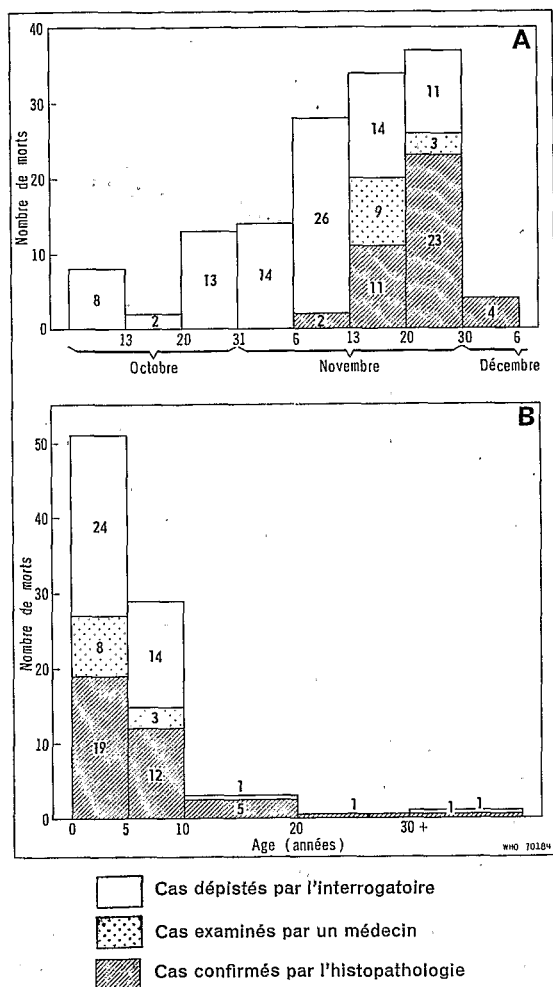 A
Nombre de morts
40
30
20
10
0
8
2
13
14
26
2
14
9
11
11
3
23
4
13 20 31 6 13 20 30 6
Octobre Novembre Décembre
B
Nombre de morts
50
40
30
20
10
0
24
8
19
14
3
12
1
5
1
1 1
0 5 10 20 30 +
Age (années)
WHO 70184
Cas dépistés par l'interrogatoire
Cas examinés par un médecin
Cas confirmés par l'histopathologie